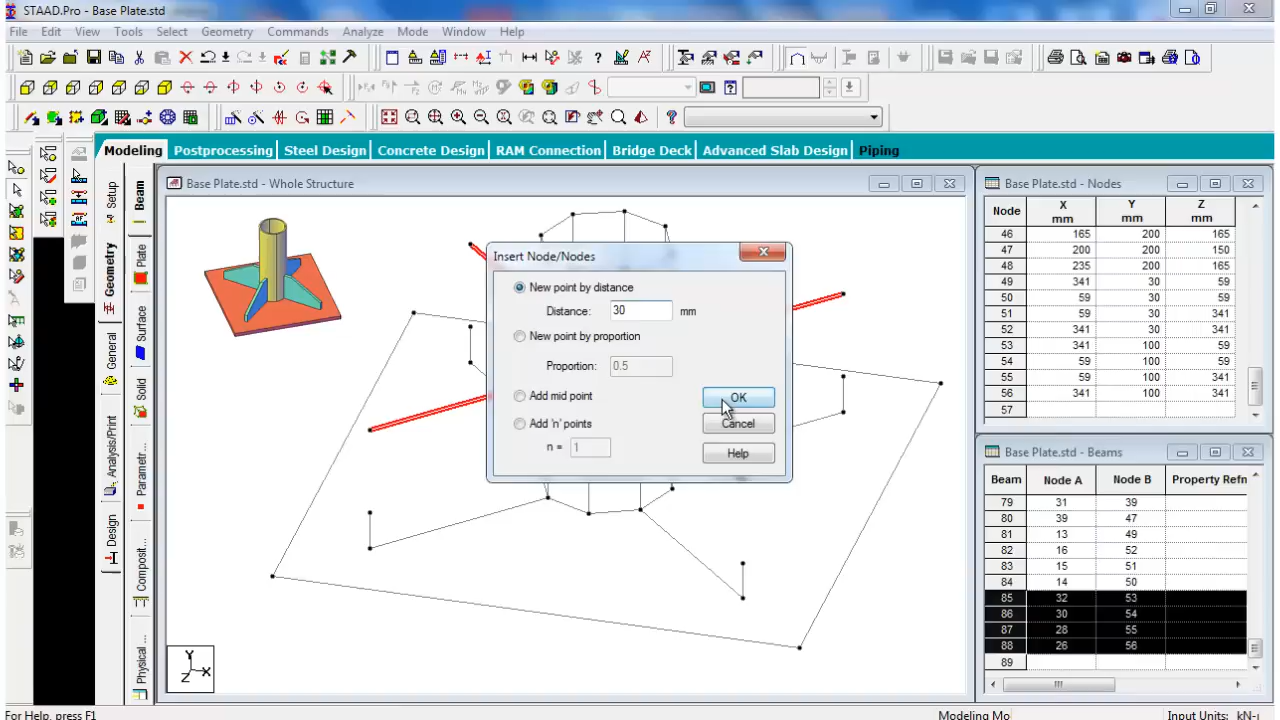 STAAD.Pro - Base Plate.std
File Edit View Tools Select Geometry Commands Analyze Mode Window Help
Modeling Postprocessing Steel Design Concrete Design RAM Connection Bridge Deck Advanced Slab Design Piping
Setup
Geometry
General
Analysis/Print
Design
Beam
Plate
Surface
Solid
Parametr...
Composit...
Physical ...
Base Plate.std - Whole Structure
Insert Node/Nodes
New point by distance
Distance: 30 mm
New point by proportion
Proportion: 0.5
Add mid point
OK
Add 'n' points
Cancel
n = 1
Help
Y
Z X
Base Plate.std - Nodes
Node X mm Y mm Z mm
46 165 200 165
47 200 200 150
48 235 200 165
49 341 30 59
50 59 30 59
51 59 30 341
52 341 30 341
53 341 100 59
54 59 100 59
55 59 100 341
56 341 100 341
57
Base Plate.std - Beams
Beam Node A Node B Property Refn
79 31 39
80 39 47
81 13 49
82 16 52
83 15 51
84 14 50
85 32 53
86 30 54
87 28 55
88 26 56
89
For Help, press F1
Modeling Mo
Input Units: kN-